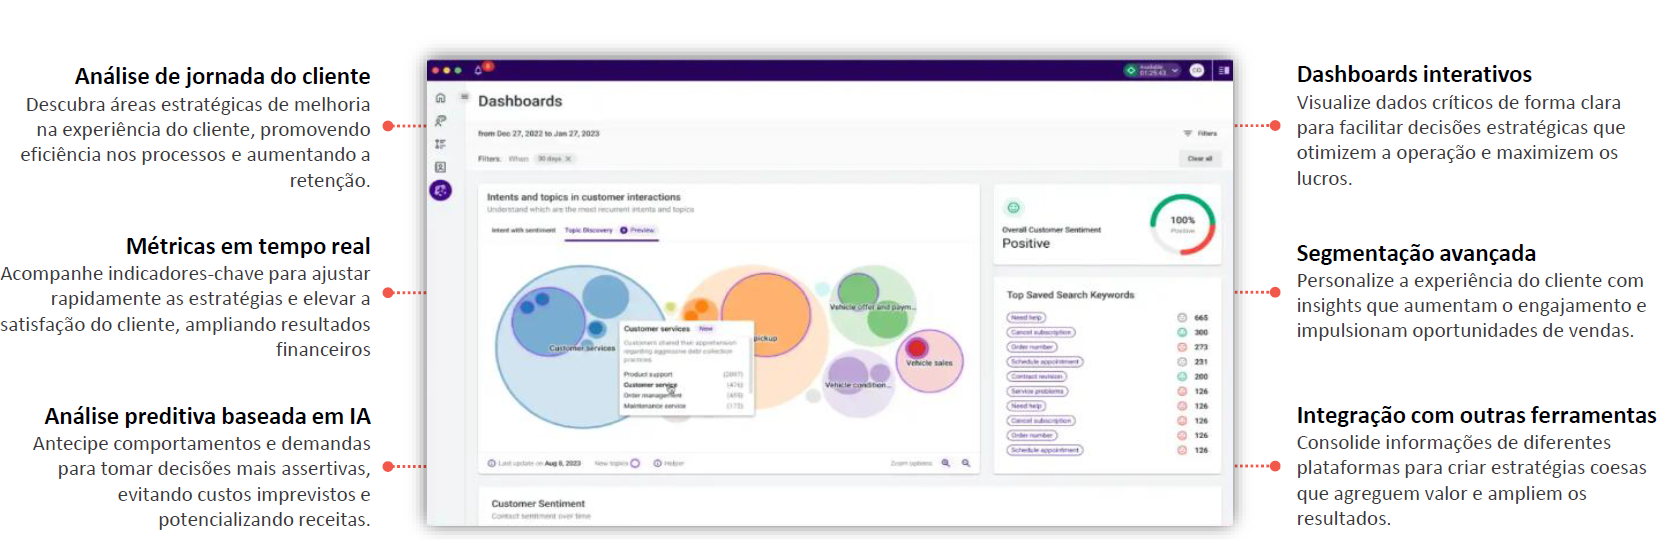 Análise de jornada do cliente
Descubra áreas estratégicas de melhoria
na experiência do cliente, promovendo
eficiência nos processos e aumentando a
retenção.
Métricas em tempo real
Acompanhe indicadores-chave para ajustar
rapidamente as estratégias e elevar a
satisfação do cliente, ampliando resultados
financeiros
Análise preditiva baseada em IA
Antecipe comportamentos e demandas
para tomar decisões mais assertivas,
evitando custos imprevistos e
potencializando receitas.
Available
01:25:43
Dashboards
from Dec 27, 2022 to Jan 27, 2023
Filters
Filters: When 30 days
Clear all
Intents and topics in customer interactions
Understand which are the most recurrent intents and topics
Intent with sentiment Topic Discovery Preview
Customer services
pickup
Vehicle offer and paym...
Vehicle sales
Vehicle condition...
Customer services New
Customers shared their apprehension
regarding aggressive debt collection
practices
Product support (2897)
Customer service (476)
Order management (459)
Maintenance service (173)
Last update on Aug 8, 2023 New topics Helper
Zoom options:
Overall Customer Sentiment
Positive
100%
Positive
Top Saved Search Keywords
Need help 665
Cancel subscription 300
Order number 273
Schedule appointment 231
Contract revision 200
Service problems 126
Need help 126
Cancel subscription 126
Order number 126
Schedule appointment 126
Customer Sentiment
Contact sentiment over time
Dashboards interativos
Visualize dados críticos de forma clara
para facilitar decisões estratégicas que
otimizem a operação e maximizem os
lucros.
Segmentação avançada
Personalize a experiência do cliente com
insights que aumentam o engajamento e
impulsionam oportunidades de vendas.
Integração com outras ferramentas
Consolide informações de diferentes
plataformas para criar estratégias coesas
que agreguem valor e ampliem os
resultados.